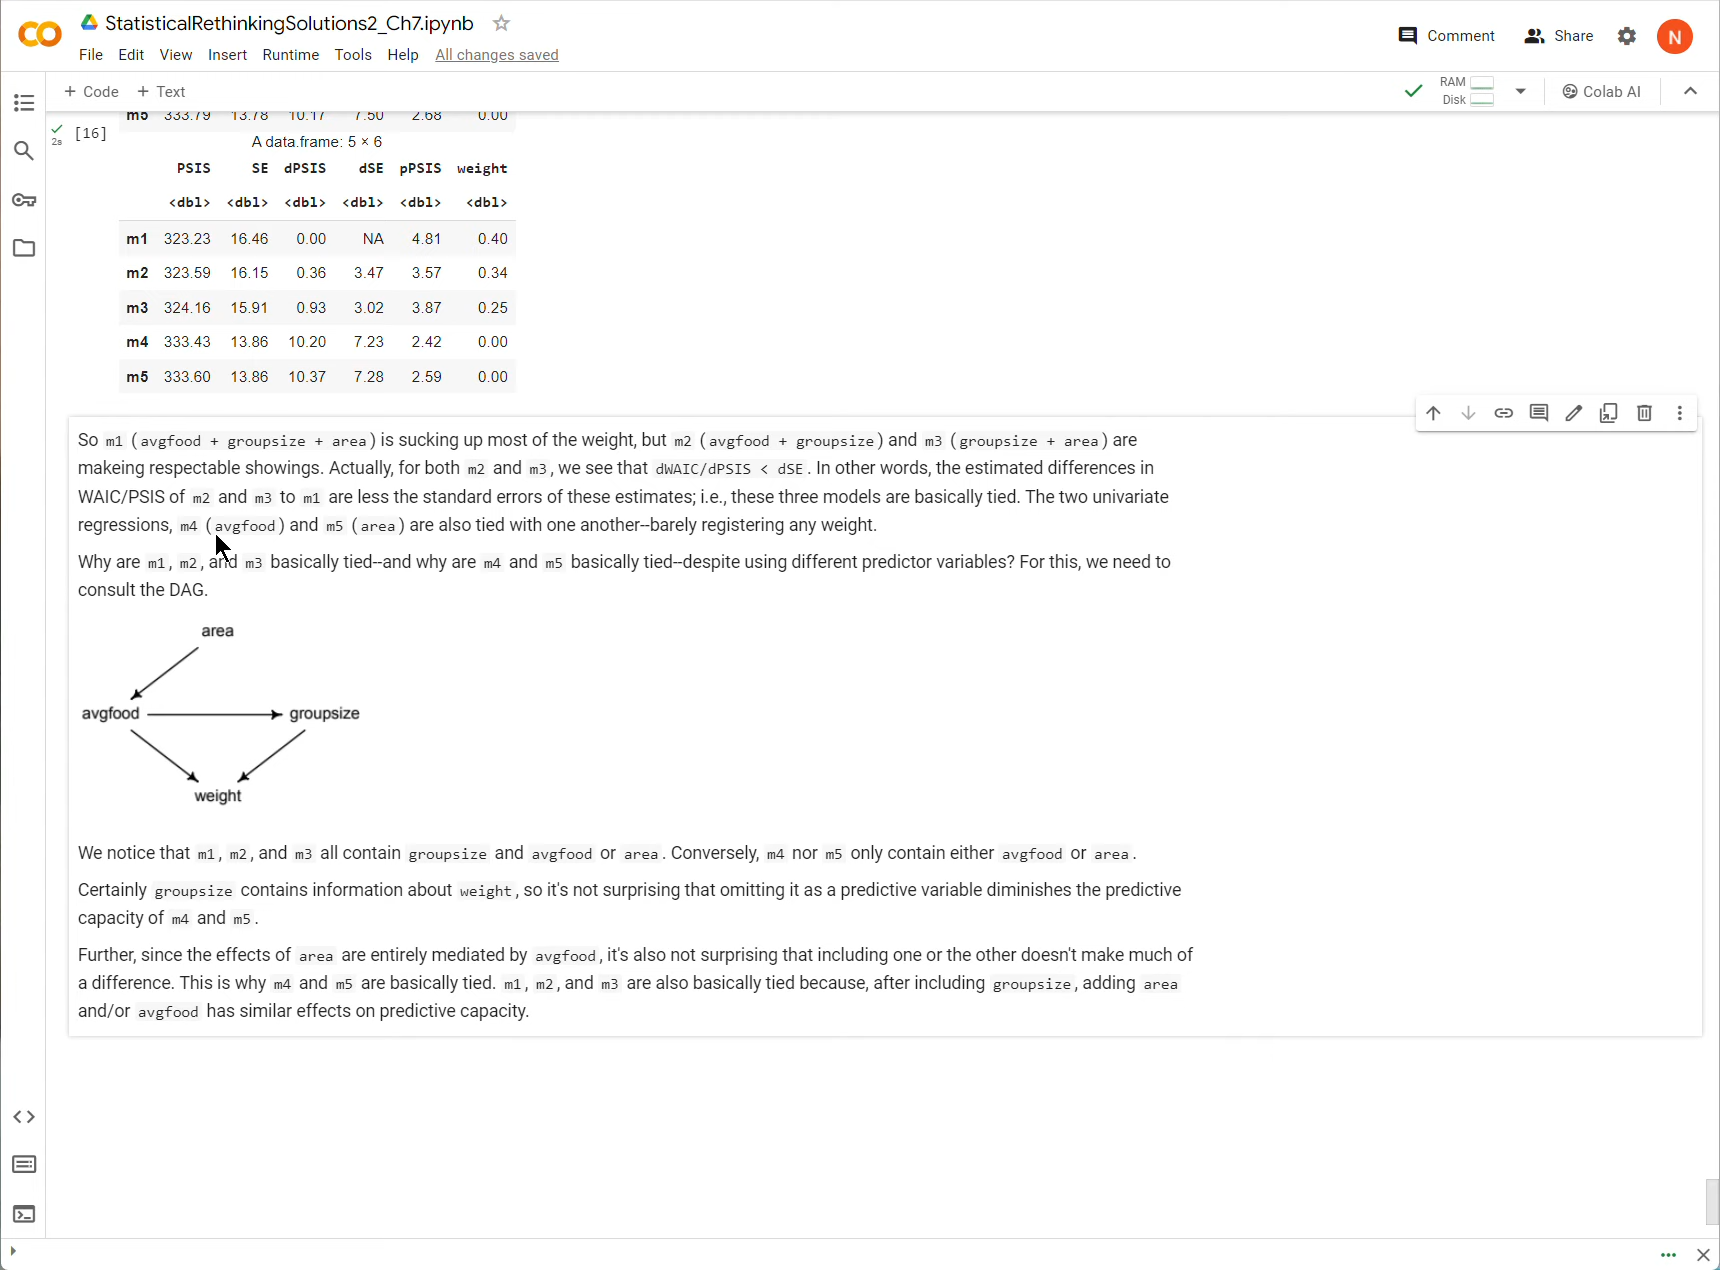 StatisticalRethinkingSolutions2_Ch7.ipynb
Comment
Share
N
File Edit View Insert Runtime Tools Help All changes saved
+ Code + Text
RAM
Disk
Colab AI
m5 333.79 13.78 10.17 7.50 2.68 0.00
[16]
2s
A data.frame: 5 × 6
PSIS SE dPSIS dSE pPSIS weight
<dbl> <dbl> <dbl> <dbl> <dbl> <dbl>
m1 323.23 16.46 0.00 NA 4.81 0.40
m2 323.59 16.15 0.36 3.47 3.57 0.34
m3 324.16 15.91 0.93 3.02 3.87 0.25
m4 333.43 13.86 10.20 7.23 2.42 0.00
m5 333.60 13.86 10.37 7.28 2.59 0.00
So m1 (avgfood + groupsize + area) is sucking up most of the weight, but m2 (avgfood + groupsize) and m3 (groupsize + area) are
makeing respectable showings. Actually, for both m2 and m3, we see that dWAIC/dPSIS < dSE. In other words, the estimated differences in
WAIC/PSIS of m2 and m3 to m1 are less the standard errors of these estimates; i.e., these three models are basically tied. The two univariate
regressions, m4 (avgfood) and m5 (area) are also tied with one another--barely registering any weight.
Why are m1, m2, and m3 basically tied--and why are m4 and m5 basically tied--despite using different predictor variables? For this, we need to
consult the DAG.
area
avgfood
groupsize
weight
We notice that m1, m2, and m3 all contain groupsize and avgfood or area. Conversely, m4 nor m5 only contain either avgfood or area.
Certainly groupsize contains information about weight, so it's not surprising that omitting it as a predictive variable diminishes the predictive
capacity of m4 and m5.
Further, since the effects of area are entirely mediated by avgfood, it's also not surprising that including one or the other doesn't make much of
a difference. This is why m4 and m5 are basically tied. m1, m2, and m3 are also basically tied because, after including groupsize, adding area
and/or avgfood has similar effects on predictive capacity.